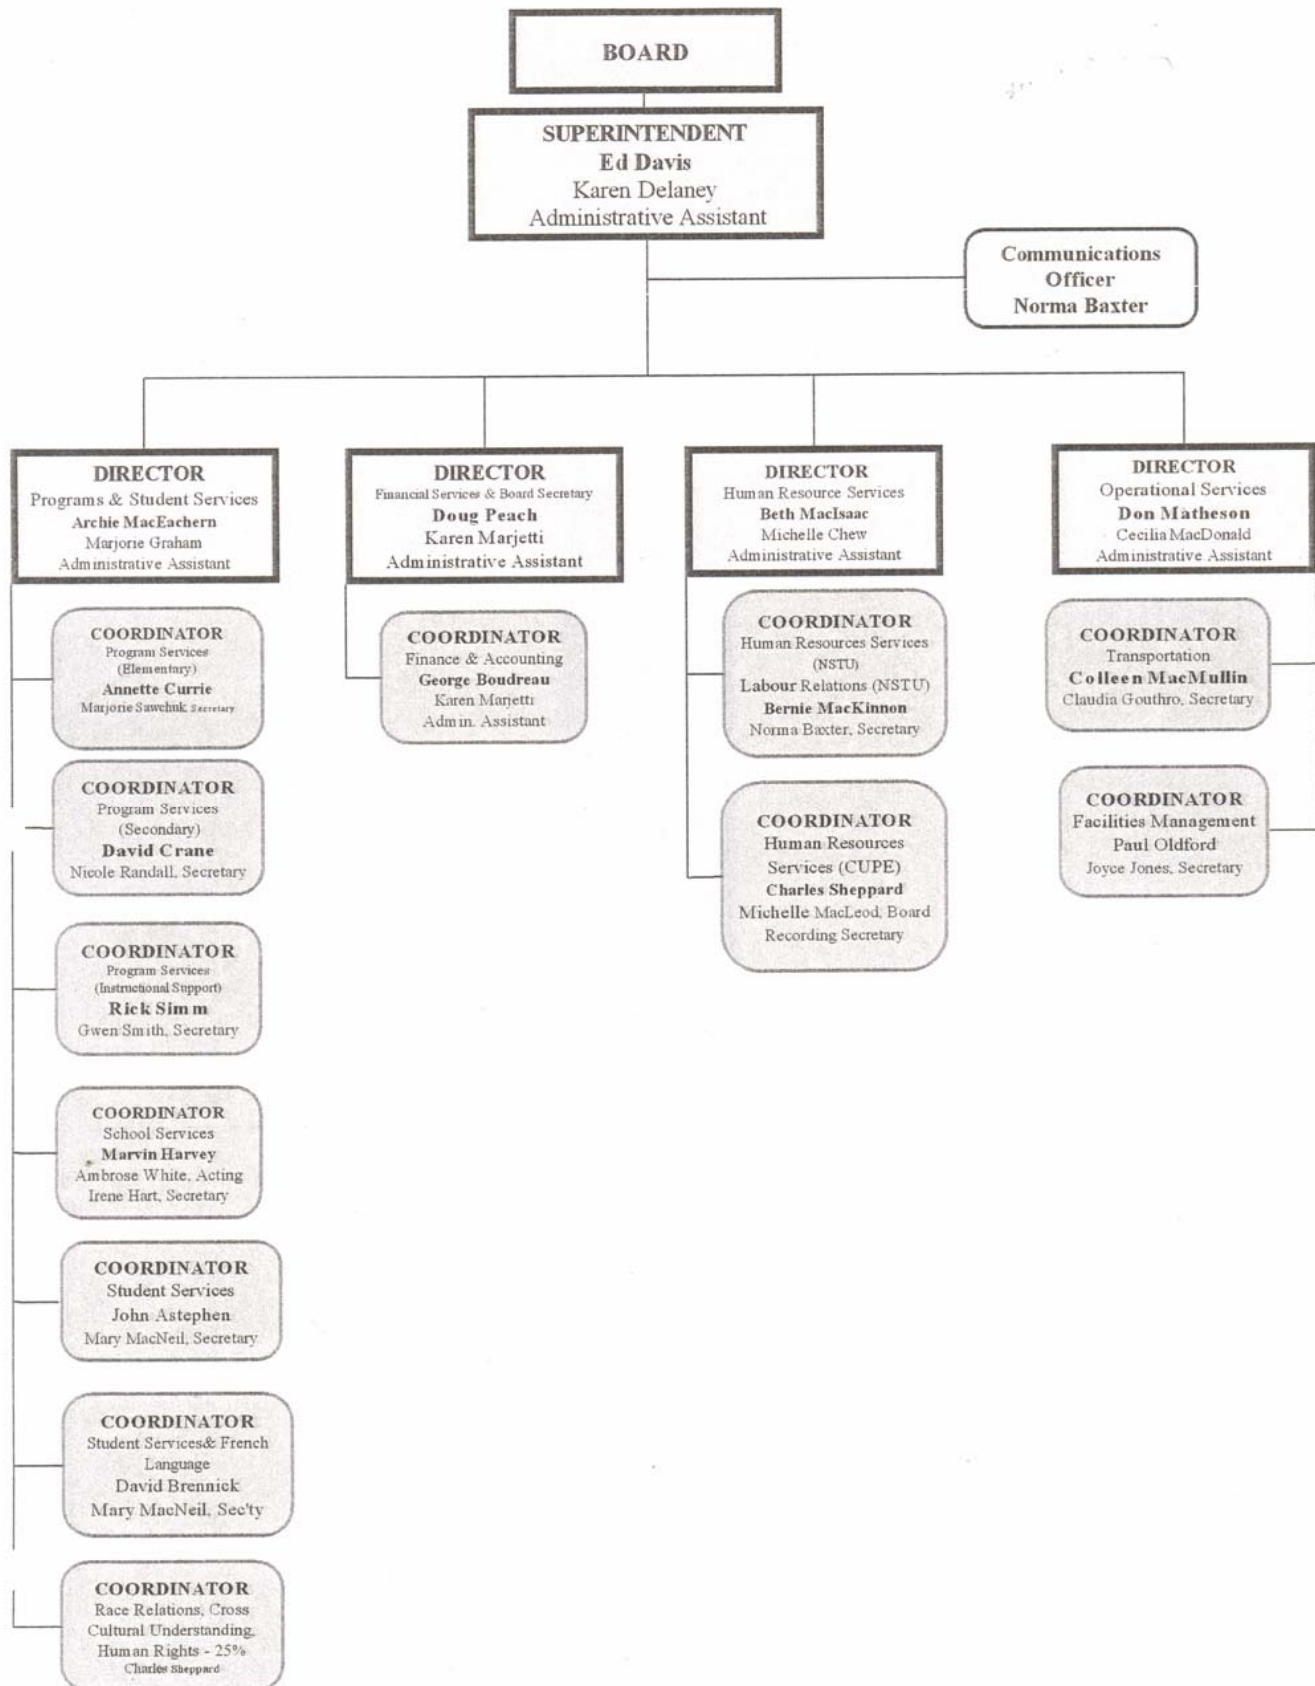 BOARD
SUPERINTENDENT
Ed Davis
Karen Delaney
Administrative Assistant
Communications
Officer
Norma Baxter
DIRECTOR
Programs & Student Services
Archie MacEachern
Marjorie Graham
Administrative Assistant
DIRECTOR
Financial Services & Board Secretary
Doug Peach
Karen Marjetti
Administrative Assistant
DIRECTOR
Human Resource Services
Beth MacIsaac
Michelle Chew
Administrative Assistant
DIRECTOR
Operational Services
Don Matheson
Cecilia MacDonald
Administrative Assistant
COORDINATOR
Program Services
(Elementary)
Annette Currie
Marjorie Sawchuk Secretary
COORDINATOR
Program Services
(Secondary)
David Crane
Nicole Randall, Secretary
COORDINATOR
Program Services
(Instructional Support)
Rick Simm
Gwen Smith, Secretary
COORDINATOR
School Services
Marvin Harvey
Ambrose White, Acting
Irene Hart, Secretary
COORDINATOR
Student Services
John Astephen
Mary MacNeil, Secretary
COORDINATOR
Student Services& French
Language
David Brennick
Mary MacNeil, Sec'ty
COORDINATOR
Race Relations, Cross
Cultural Understanding,
Human Rights - 25%
Charles Sheppard
COORDINATOR
Finance & Accounting
George Boudreau
Karen Marjetti
Admin. Assistant
COORDINATOR
Human Resources Services
(NSTU)
Labour Relations (NSTU)
Bernie MacKinnon
Norma Baxter, Secretary
COORDINATOR
Human Resources
Services (CUPE)
Charles Sheppard
Michelle MacLeod, Board
Recording Secretary
COORDINATOR
Transportation
Colleen MacMullin
Claudia Gouthro, Secretary
COORDINATOR
Facilities Management
Paul Oldford
Joyce Jones, Secretary